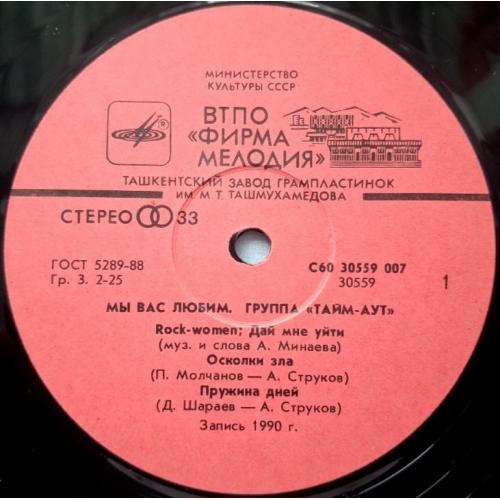 МИНИСТЕРСТВО
КУЛЬТУРЫ СССР
ВТПО
«ФИРМА
МЕЛОДИЯ»
ТАШКЕНТСКИЙ ЗАВОД ГРАМПЛАСТИНОК
ИМ. М. Т. ТАШМУХАМЕДОВА
СТЕРЕО 33
ГОСТ 5289-88
Гр. 3. 2-25
С60 30559 007
30559
1
МЫ ВАС ЛЮБИМ. ГРУППА «ТАЙМ-АУТ»
Rock-women; Дай мне уйти
(муз. и слова А. Минаева)
Осколки зла
(П. Молчанов — А. Струков)
Пружина дней
(Д. Шараев — А. Струков)
Запись 1990 г.